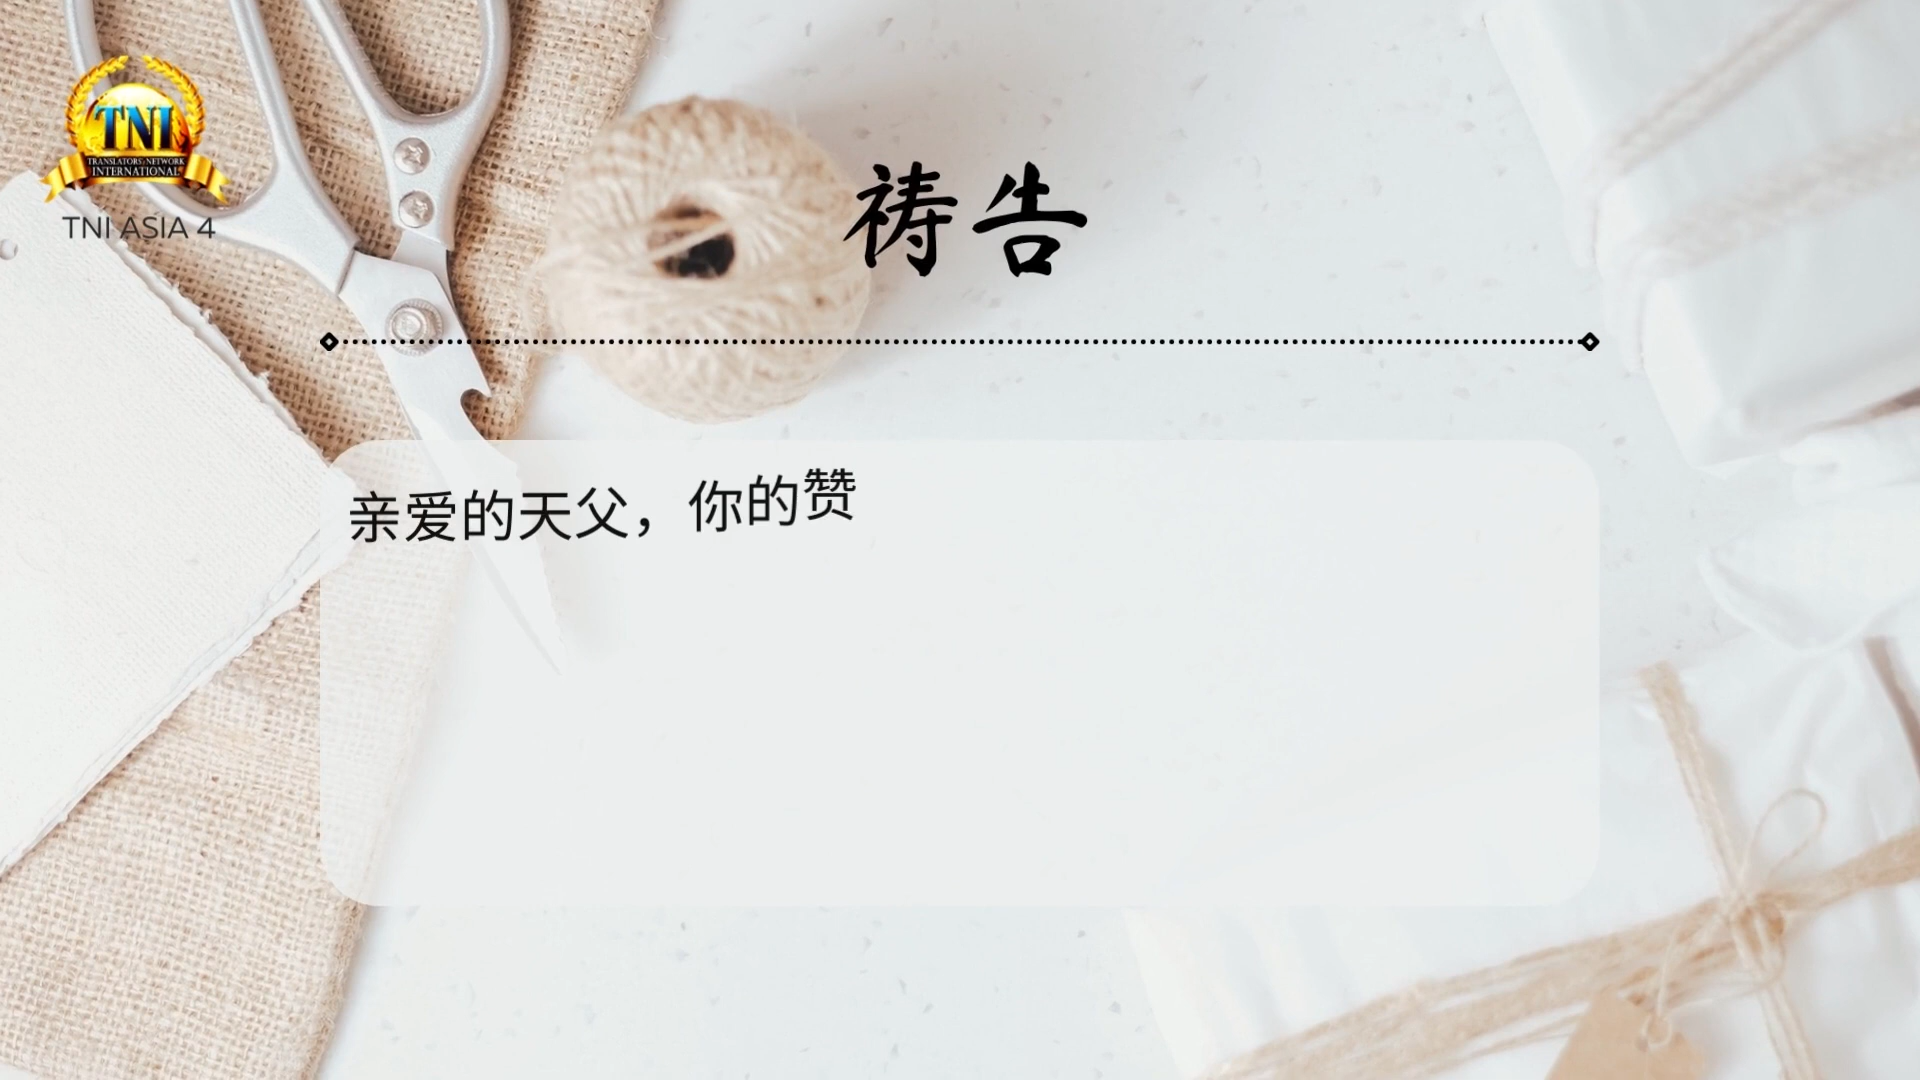 TNI
TRANSLATORS NETWORK
INTERNATIONAL
TNI ASIA 4
祷告
亲爱的天父，你的赞